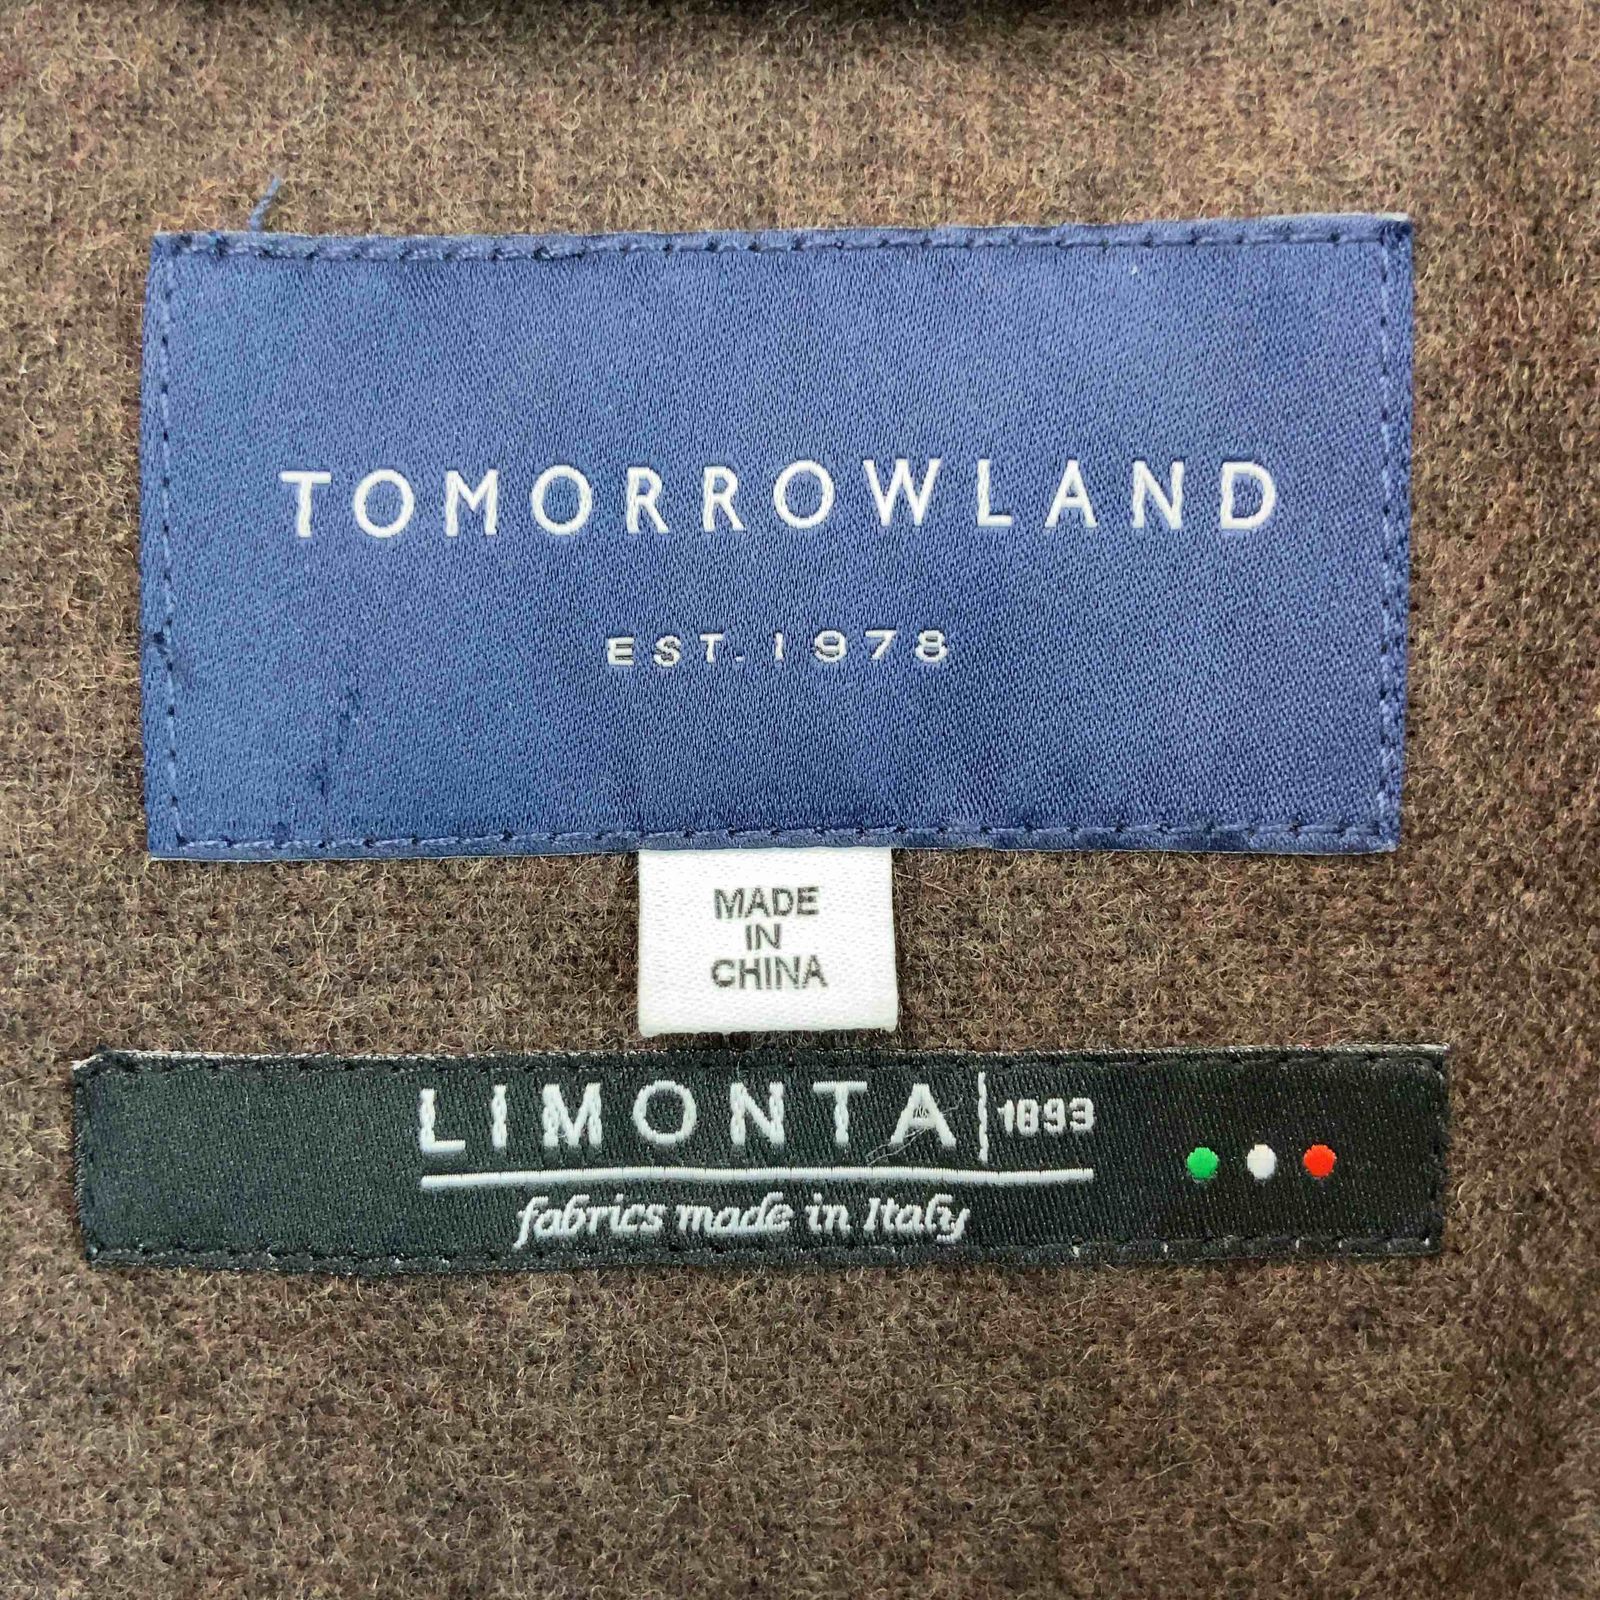 TOMORROWLAND
EST. 1978
MADE
IN
CHINA
LIMONTA | 1893
fabrics made in Italy